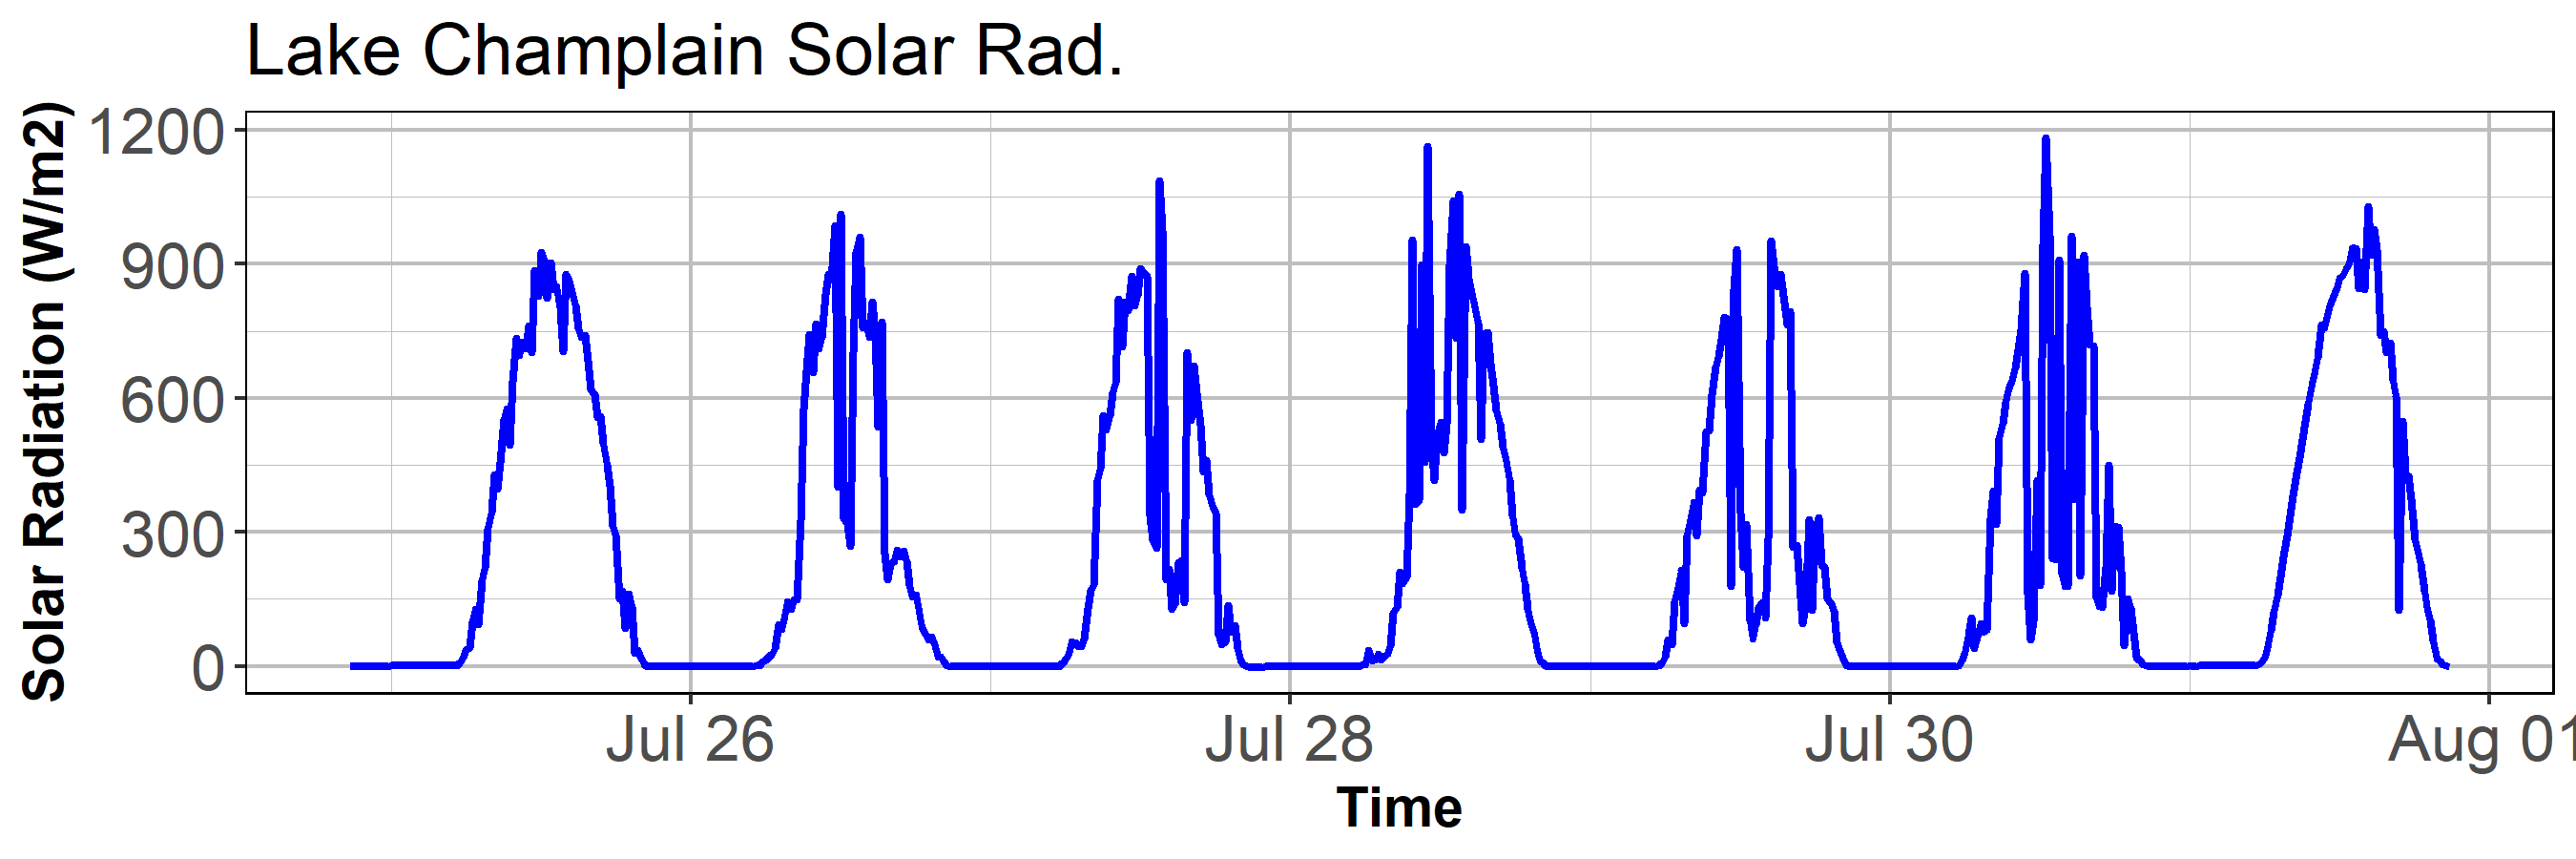 Lake Champlain Solar Rad.
Solar Radiation (W/m2)
1200
900
600
300
0
Jul 26 Jul 28 Jul 30 Aug 01
Time